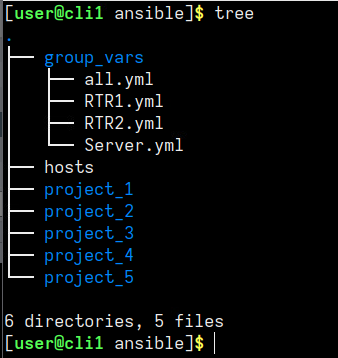 [user@cli1 ansible]$ tree
.
├── group_vars
│   ├── all.yml
│   ├── RTR1.yml
│   ├── RTR2.yml
│   └── Server.yml
├── hosts
├── project_1
├── project_2
├── project_3
├── project_4
└── project_5

6 directories, 5 files
[user@cli1 ansible]$